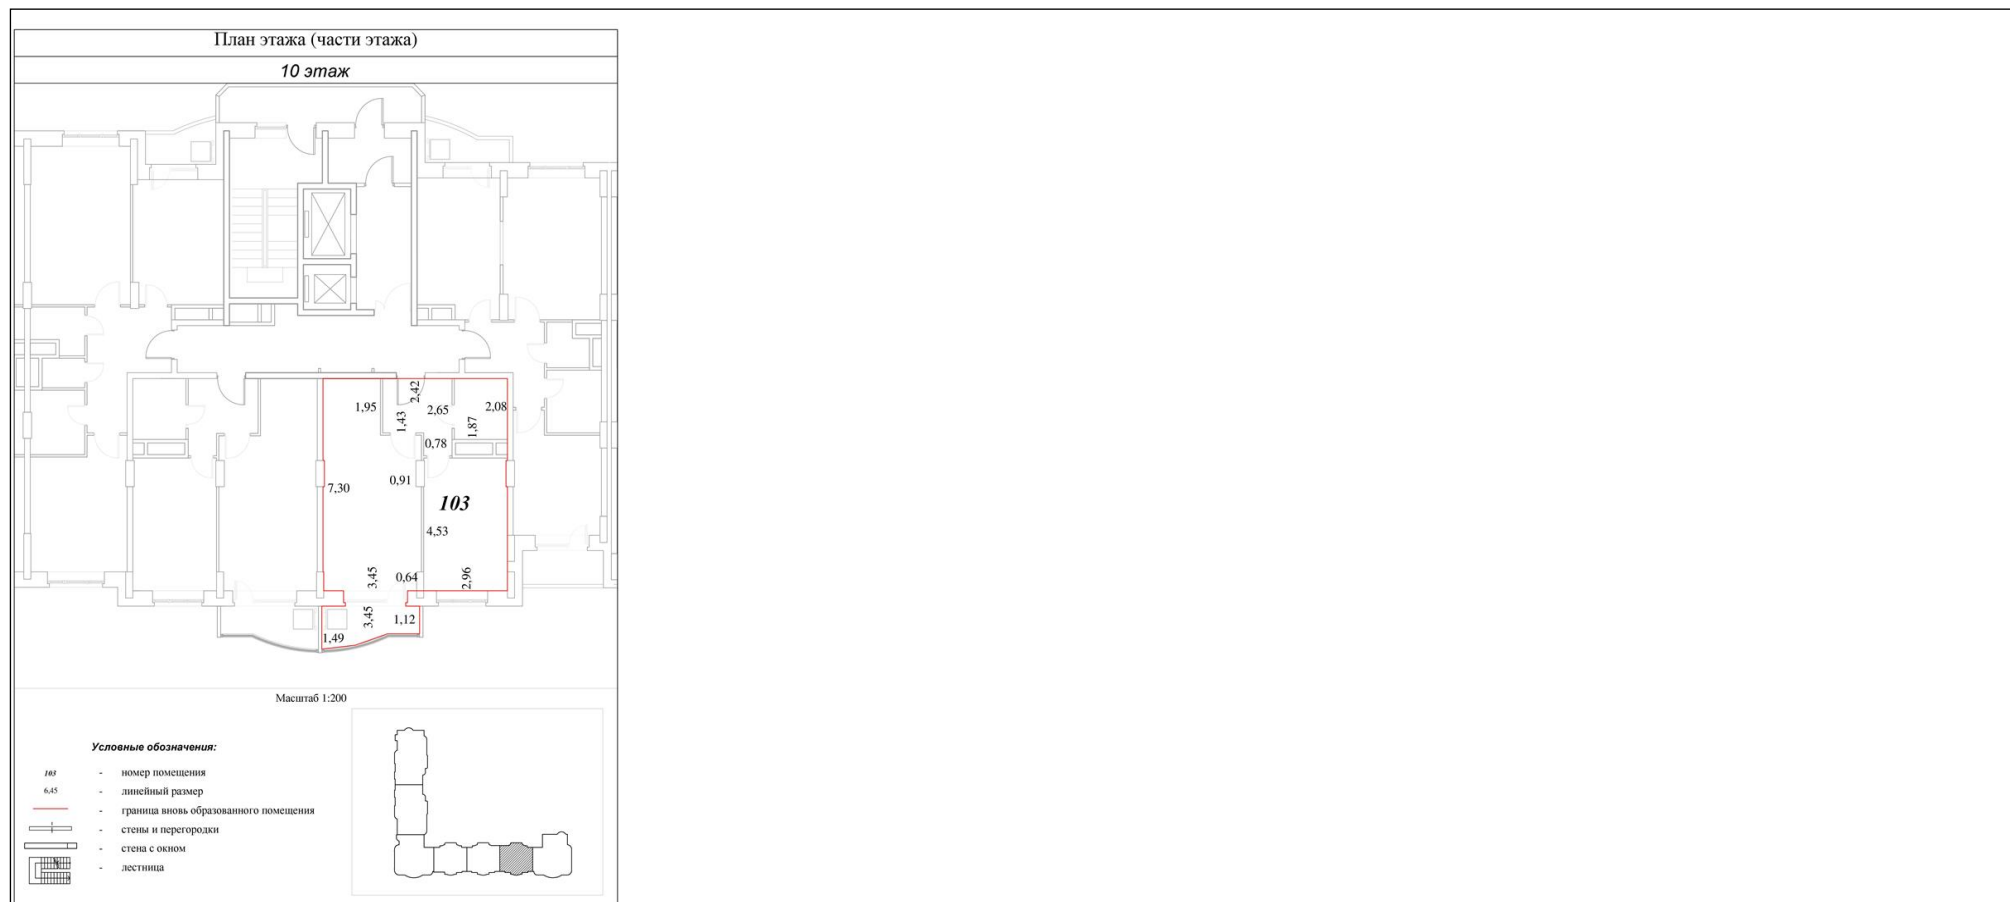 План этажа (части этажа)
10 этаж
2,42
1,95
2,65
2,08
1,43
1,87
0,78
0,91
7,30
103
4,53
3,45
0,64
2,96
3,45
1,12
1,49
Масштаб 1:200
Условные обозначения:
103 - номер помещения
6,45 - линейный размер
- граница вновь образованного помещения
- стены и перегородки
- стена с окном
- лестница